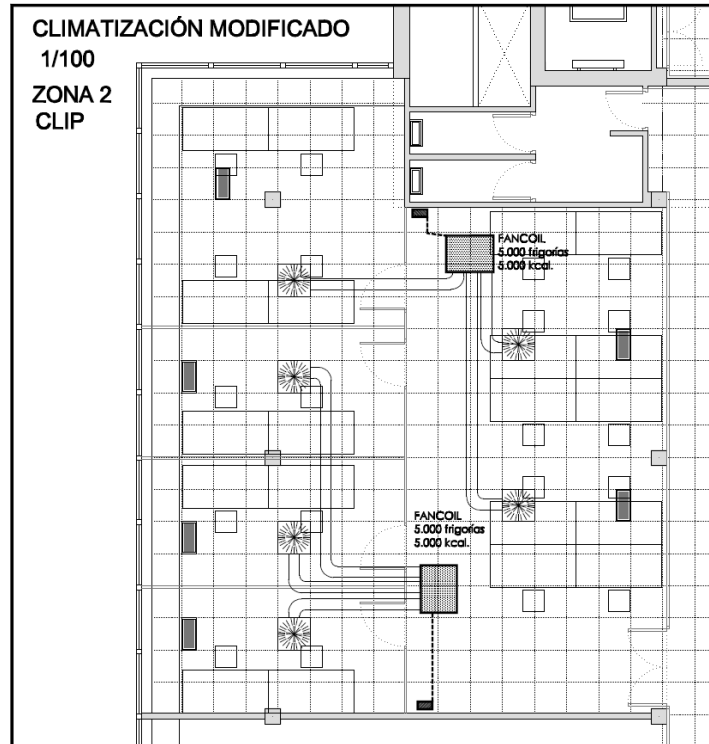 CLIMATIZACIÓN MODIFICADO
1/100
ZONA 2
CLIP
FANCOIL
5.000 frigorías
5.000 kcal.
FANCOIL
5.000 frigorías
5.000 kcal.